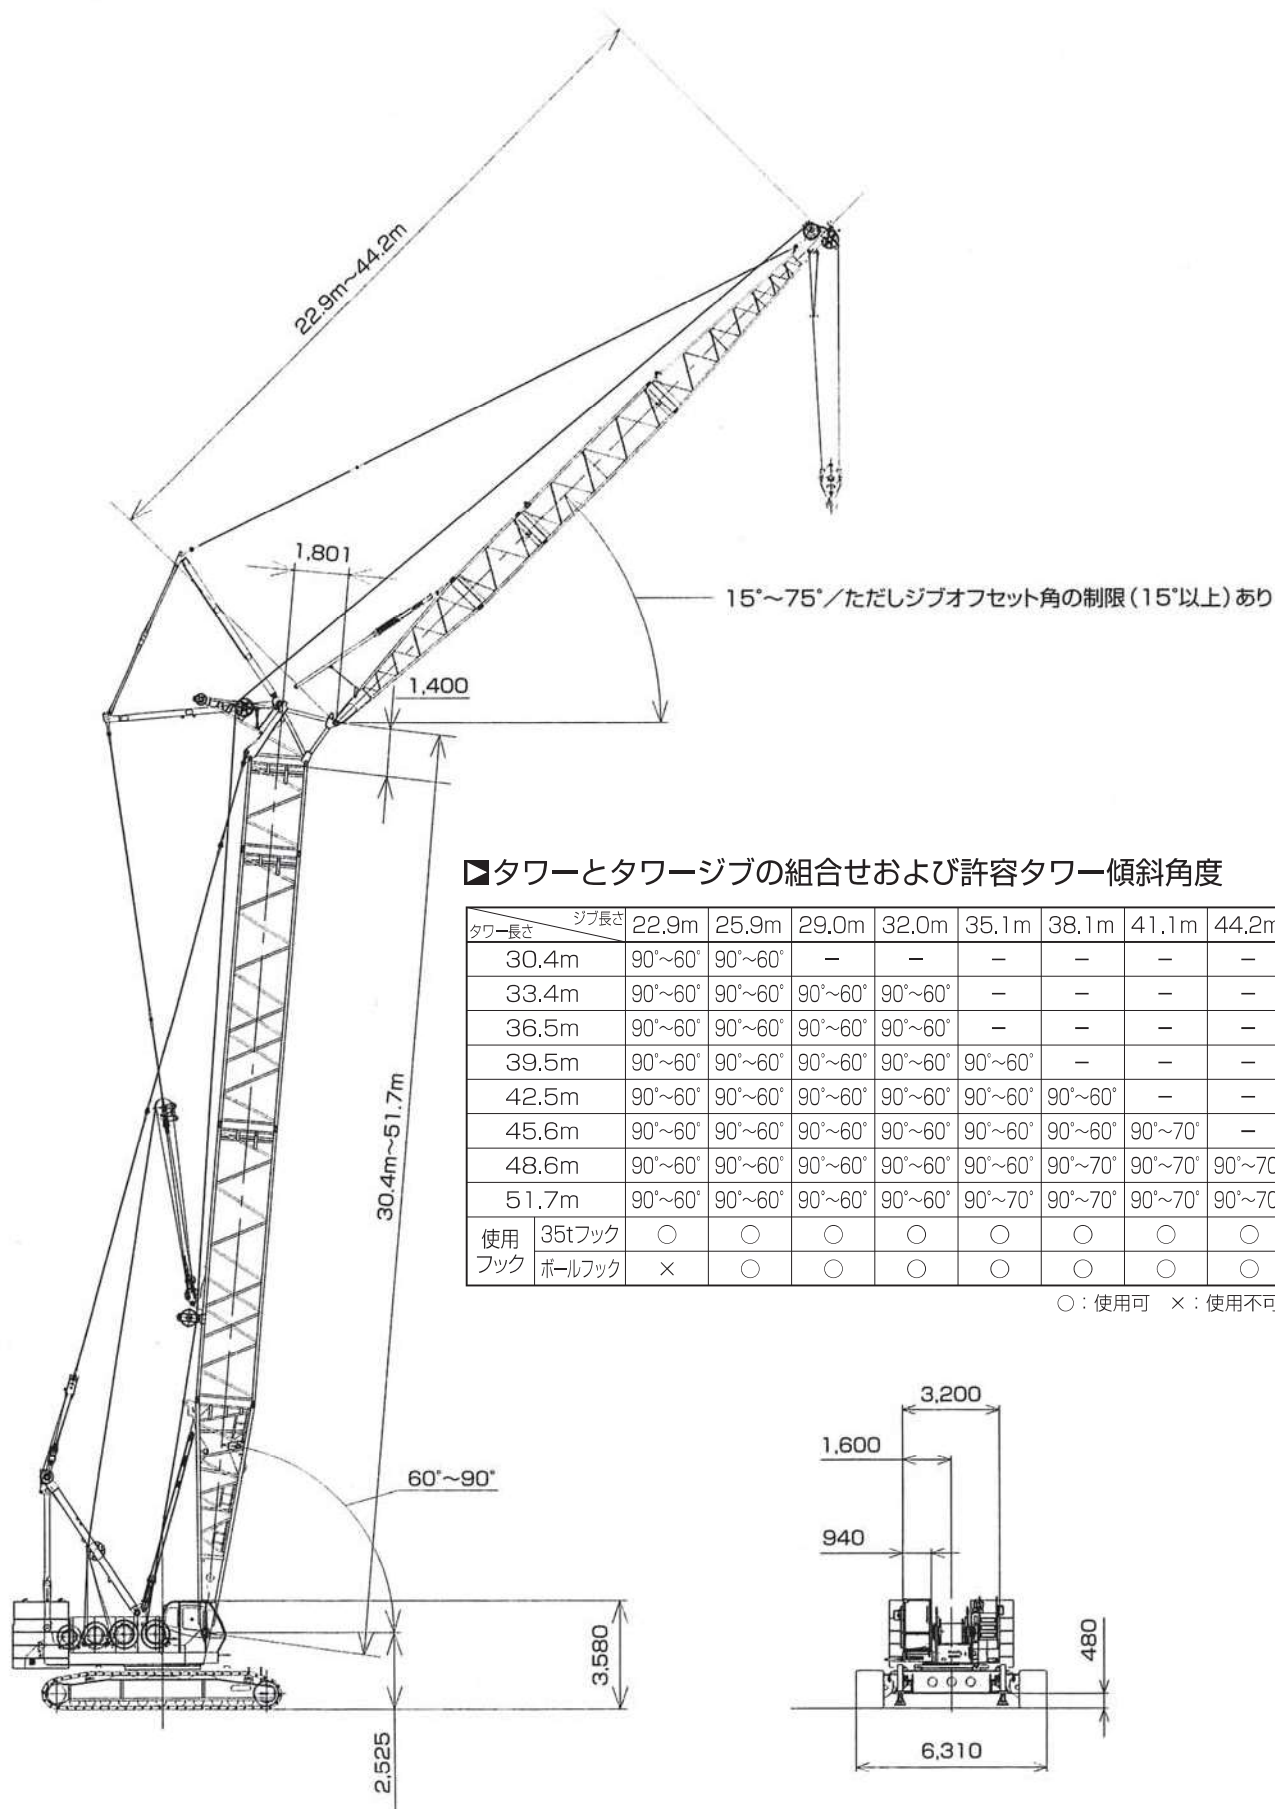 22.9m～44.2m
1,801
15°～75°／ただしジブオフセット角の制限(15°以上)あり
1,400
30.4m～51.7m
▶タワーとタワージブの組合せおよび許容タワー傾斜角度
タワー長さ ジブ長さ 22.9m 25.9m 29.0m 32.0m 35.1m 38.1m 41.1m 44.2m
30.4m 90°～60° 90°～60° － － － － － －
33.4m 90°～60° 90°～60° 90°～60° 90°～60° － － － －
36.5m 90°～60° 90°～60° 90°～60° 90°～60° － － － －
39.5m 90°～60° 90°～60° 90°～60° 90°～60° 90°～60° － － －
42.5m 90°～60° 90°～60° 90°～60° 90°～60° 90°～60° 90°～60° － －
45.6m 90°～60° 90°～60° 90°～60° 90°～60° 90°～60° 90°～60° 90°～70° －
48.6m 90°～60° 90°～60° 90°～60° 90°～60° 90°～60° 90°～70° 90°～70° 90°～70
51.7m 90°～60° 90°～60° 90°～60° 90°～60° 90°～70° 90°～70° 90°～70° 90°～70
使用フック 35tフック ○ ○ ○ ○ ○ ○ ○ ○
ボールフック × ○ ○ ○ ○ ○ ○ ○
○：使用可 ×：使用不可
60°～90°
3,580
2,525
3,200
1,600
940
480
6,310